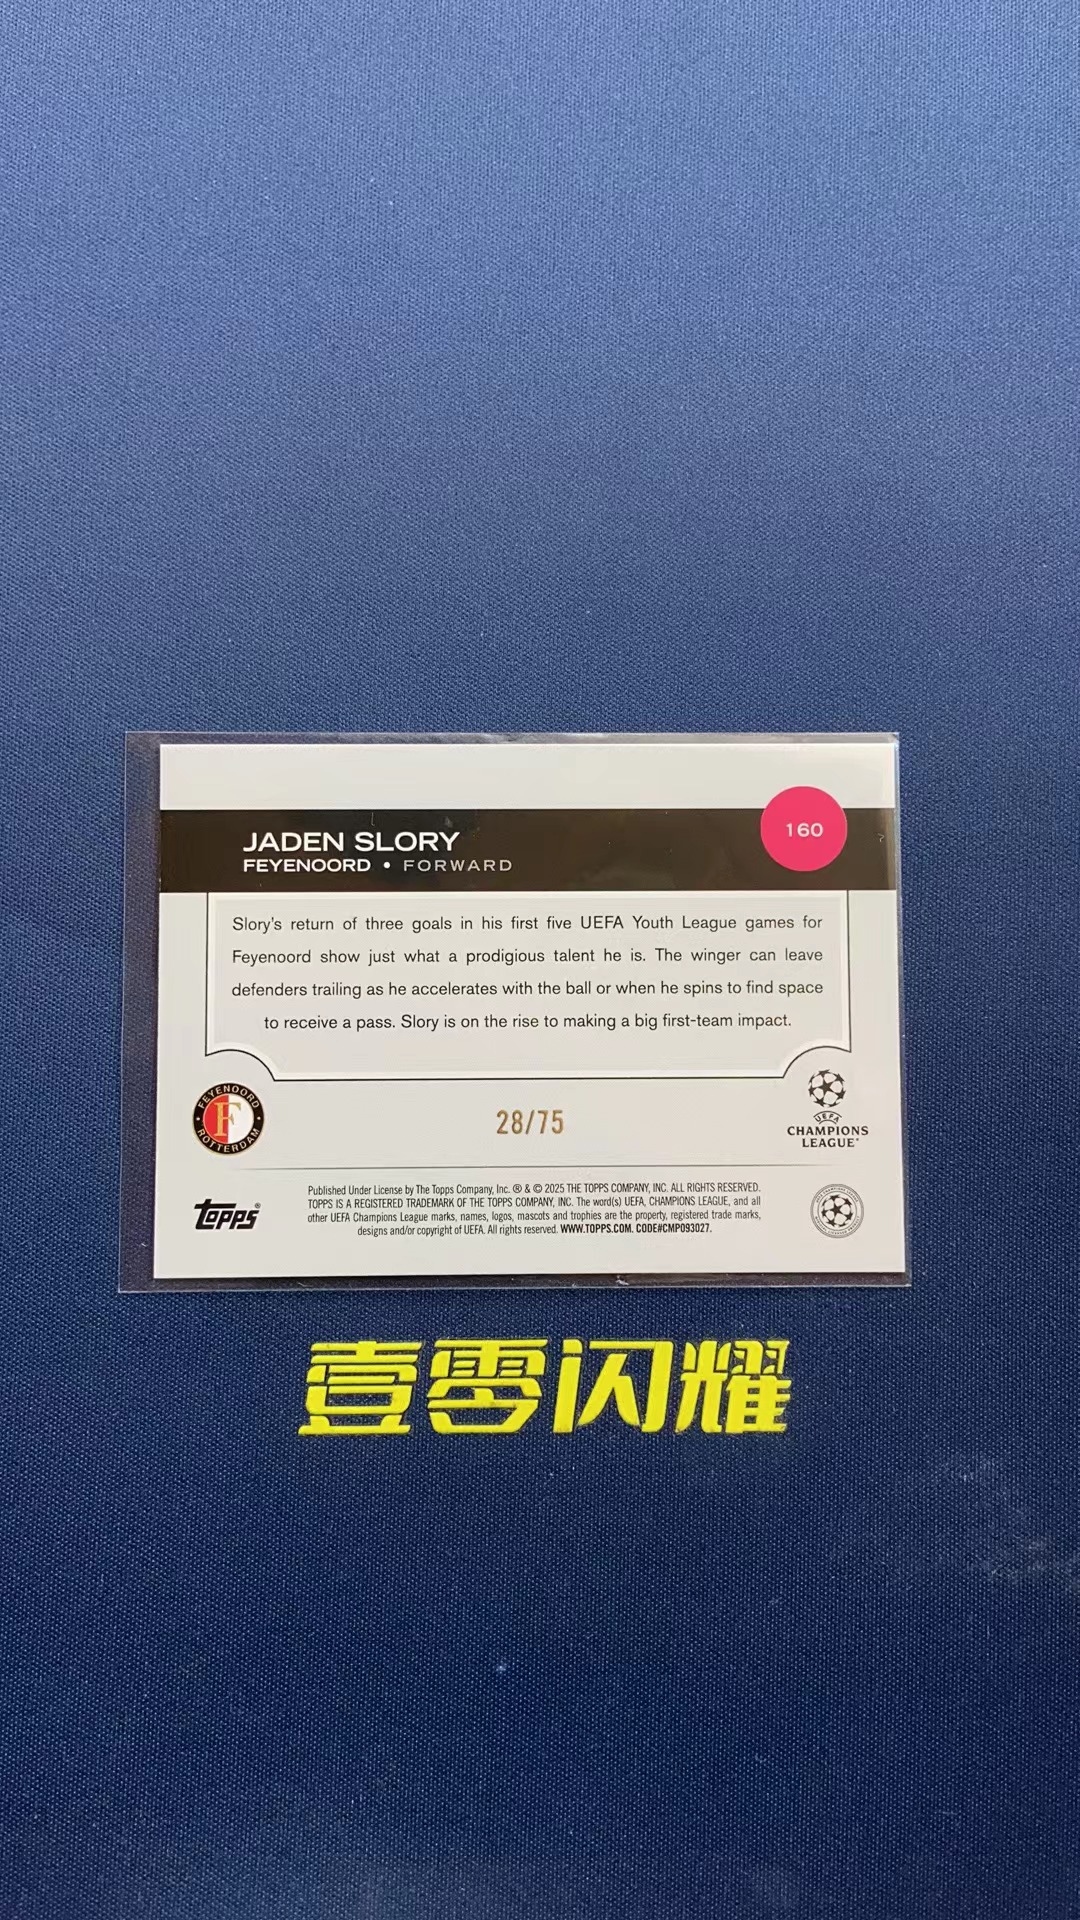 JADEN SLORY
FEYENOORD • FORWARD
160
Slory's return of three goals in his first five UEFA Youth League games for
Feyenoord show just what a prodigious talent he is. The winger can leave
defenders trailing as he accelerates with the ball or when he spins to find space
to receive a pass. Slory is on the rise to making a big first-team impact.
FEYENOORD
F
ROTTERDAM
28/75
UEFA
CHAMPIONS
LEAGUE
Topps®
Published Under License by The Topps Company, Inc. ® & © 2025 THE TOPPS COMPANY, INC. ALL RIGHTS RESERVED.
TOPPS IS A REGISTERED TRADEMARK OF THE TOPPS COMPANY, INC. The word(s) UEFA, CHAMPIONS LEAGUE, and all
other UEFA Champions League marks, names, logos, mascots and trophies are the property, registered trade marks,
designs and/or copyright of UEFA. All rights reserved. WWW.TOPPS.COM. CODE#CMP093027.
壹零闪耀